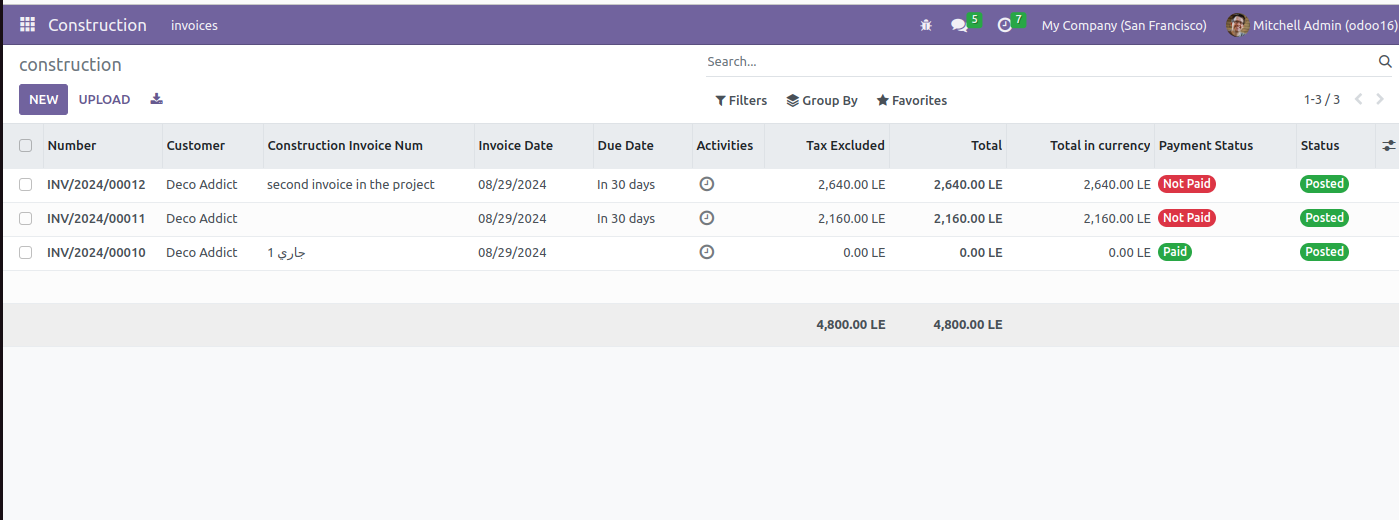 Construction invoices 5 7 My Company (San Francisco) Mitchell Admin (odoo16)
construction Search...
NEW UPLOAD Filters Group By Favorites 1-3 / 3
Number Customer Construction Invoice Num Invoice Date Due Date Activities Tax Excluded Total Total in currency Payment Status Status
INV/2024/00012 Deco Addict second invoice in the project 08/29/2024 In 30 days 2,640.00 LE 2,640.00 LE 2,640.00 LE Not Paid Posted
INV/2024/00011 Deco Addict 08/29/2024 In 30 days 2,160.00 LE 2,160.00 LE 2,160.00 LE Not Paid Posted
INV/2024/00010 Deco Addict جاري 1 08/29/2024 0.00 LE 0.00 LE 0.00 LE Paid Posted
4,800.00 LE 4,800.00 LE